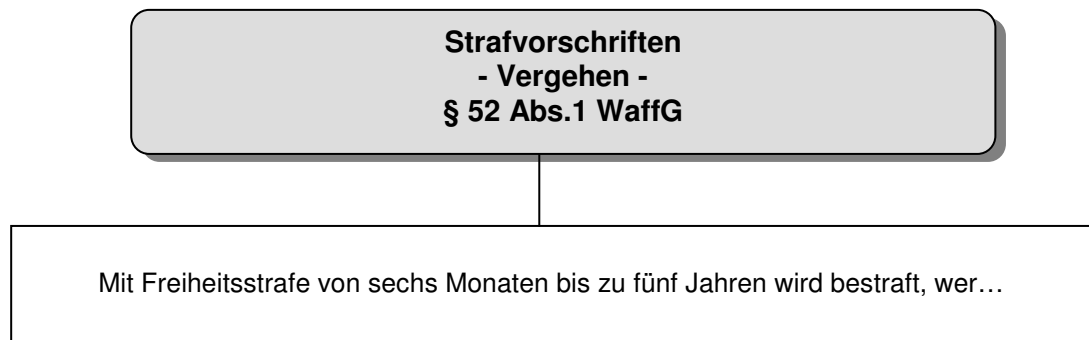 Strafvorschriften
- Vergehen -
§ 52 Abs.1 WaffG
Mit Freiheitsstrafe von sechs Monaten bis zu fünf Jahren wird bestraft, wer…